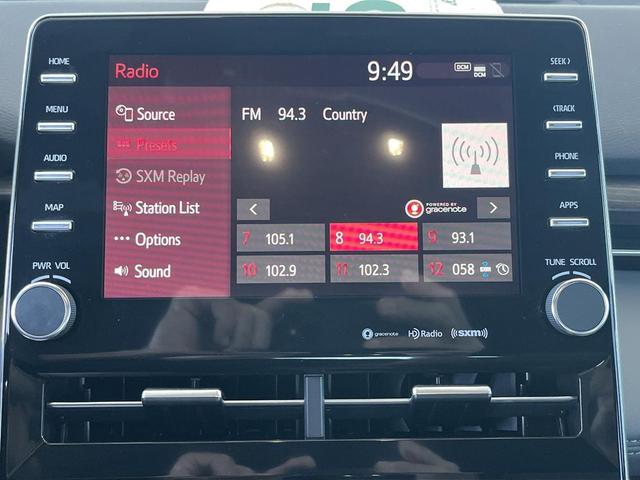 HOME
MENU
AUDIO
MAP
PWR VOL
Radio
9:49
DCM
DCM
Source
Presets
SXM Replay
Station List
Options
Sound
FM 94.3 Country
POWERED BY
gracenote
7 105.1
8 94.3
9 93.1
10 102.9
11 102.3
12 058
SEEK>
<TRACK
PHONE
APPS
TUNE SCROLL
gracenote
HD Radio
((sxm))